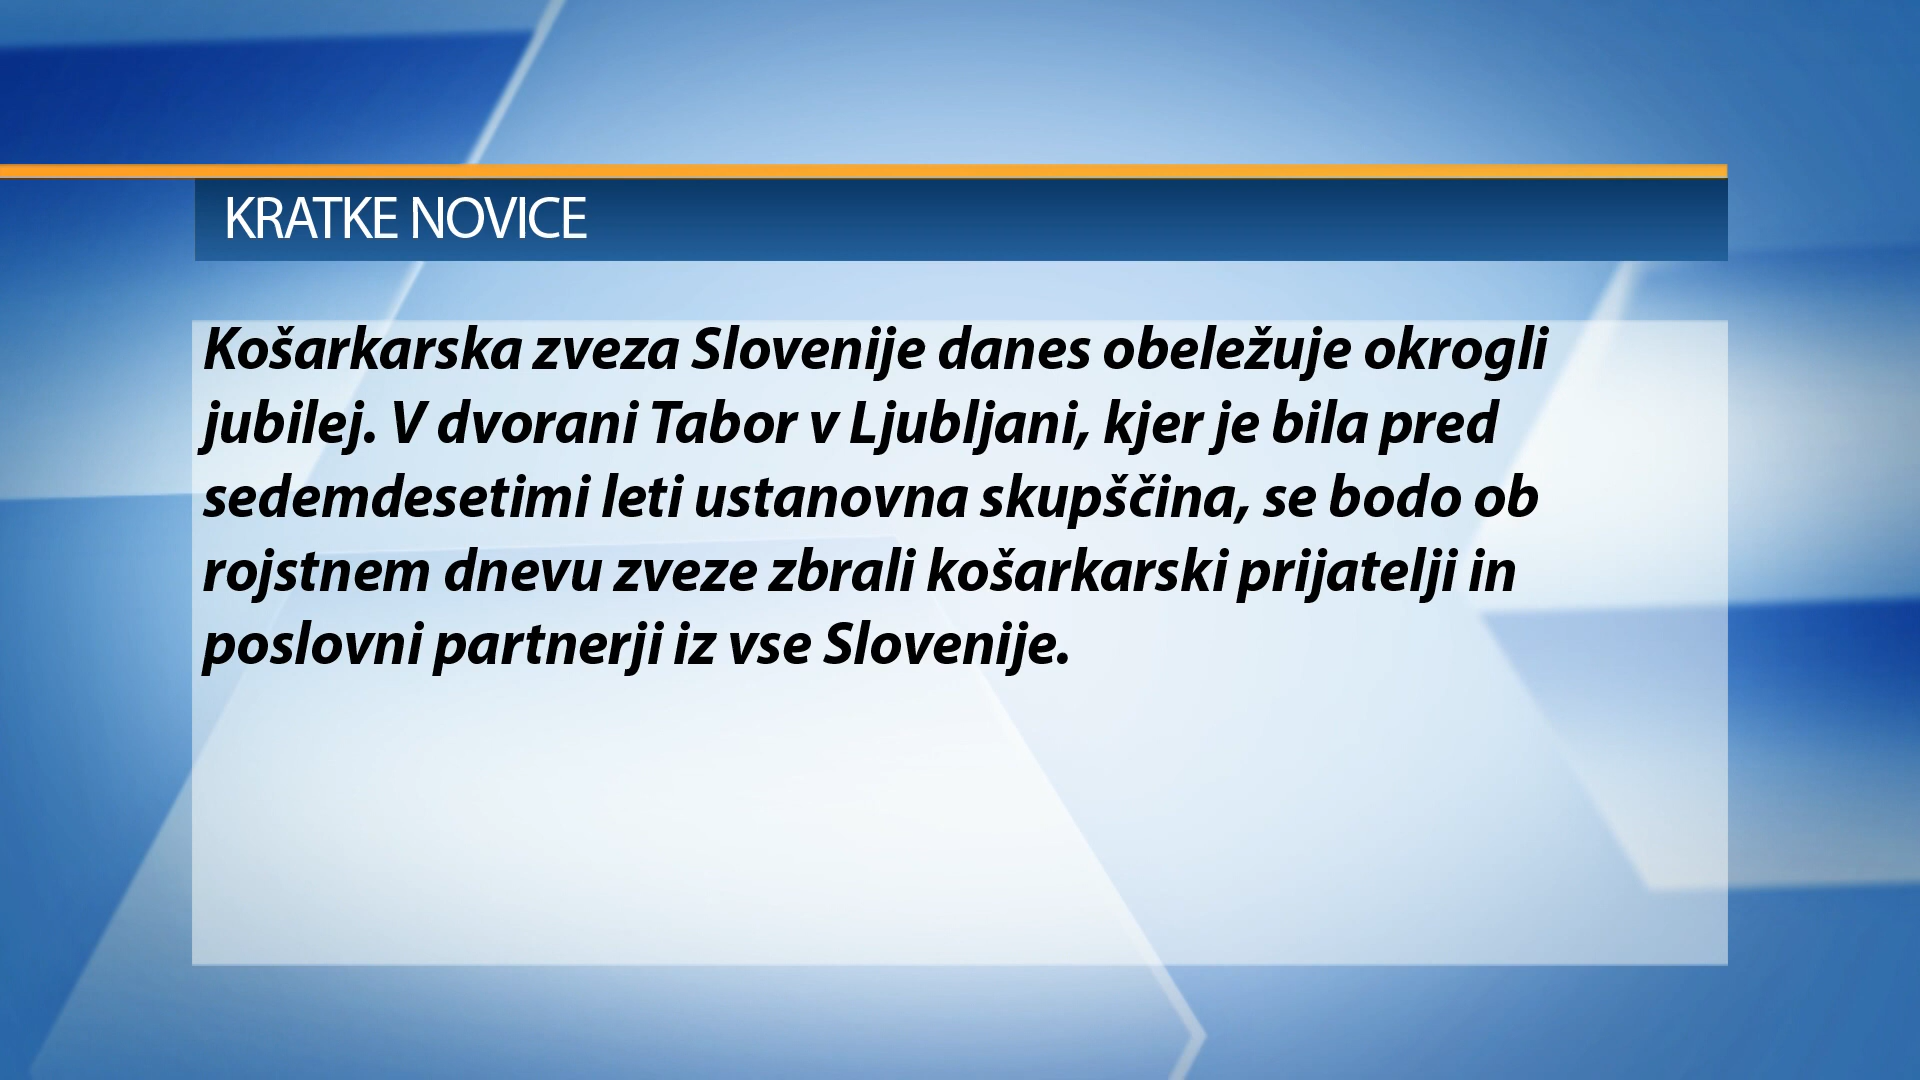 KRATKE NOVICE
Košarkarska zveza Slovenije danes obeležuje okrogli
jubilej. V dvorani Tabor v Ljubljani, kjer je bila pred
sedemdesetimi leti ustanovna skupščina, se bodo ob
rojstnem dnevu zveze zbrali košarkarski prijatelji in
poslovni partnerji iz vse Slovenije.